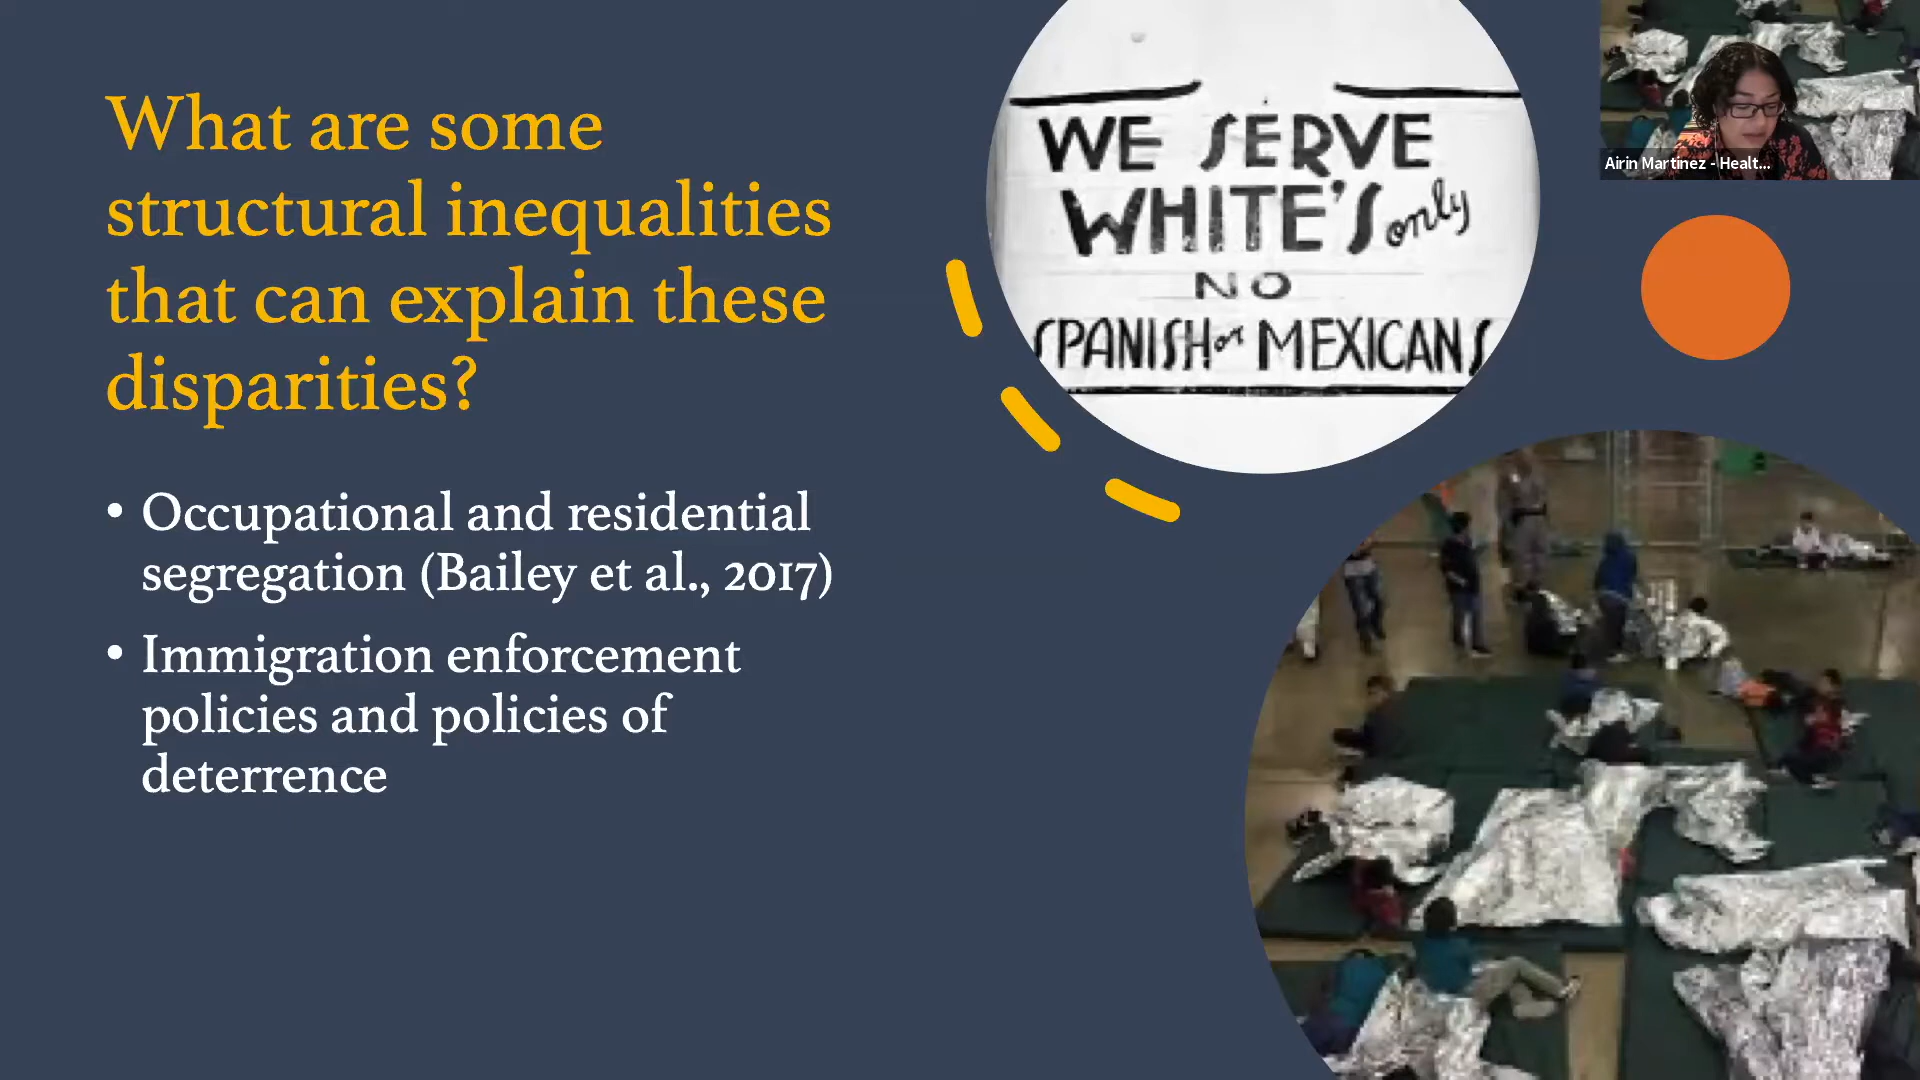 What are some
structural inequalities
that can explain these
disparities?
• Occupational and residential
segregation (Bailey et al., 2017)
• Immigration enforcement
policies and policies of
deterrence
WE SERVE
WHITE'S only
NO
SPANISH or MEXICANS
Airin Martinez - Healt...